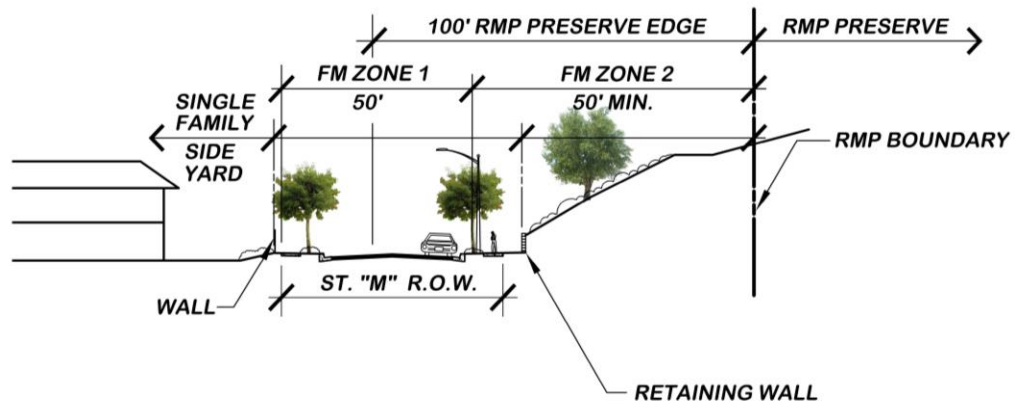 100' RMP PRESERVE EDGE
RMP PRESERVE
FM ZONE 1
50'
FM ZONE 2
50' MIN.
SINGLE
FAMILY
SIDE
YARD
RMP BOUNDARY
ST. "M" R.O.W.
WALL
RETAINING WALL